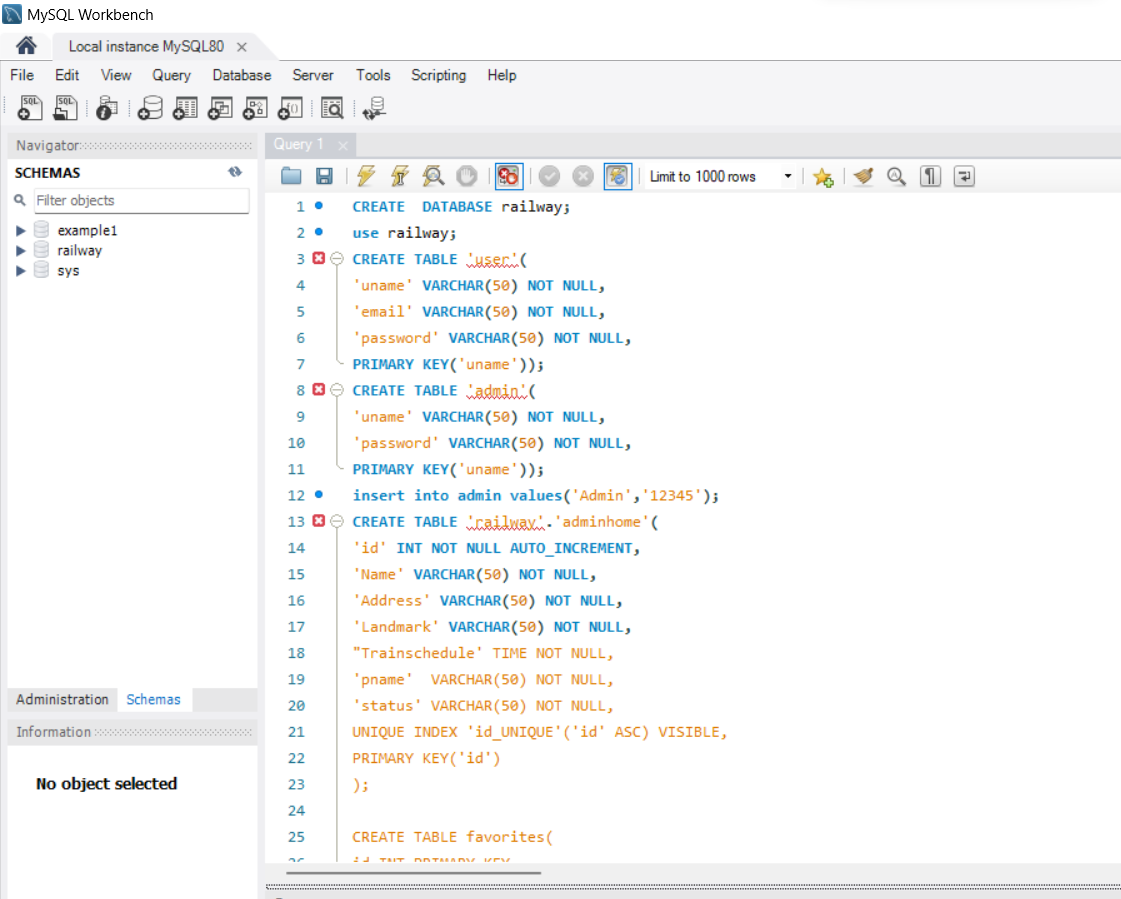 MySQL Workbench
Local instance MySQL80
File Edit View Query Database Server Tools Scripting Help
Navigator
SCHEMAS
Filter objects
example1
railway
sys
Administration Schemas
Information
No object selected
Query 1
Limit to 1000 rows
1 CREATE  DATABASE railway;
2 use railway;
3 CREATE TABLE 'user'(
4 'uname' VARCHAR(50) NOT NULL,
5 'email' VARCHAR(50) NOT NULL,
6 'password' VARCHAR(50) NOT NULL,
7 PRIMARY KEY('uname'));
8 CREATE TABLE 'admin'(
9 'uname' VARCHAR(50) NOT NULL,
10 'password' VARCHAR(50) NOT NULL,
11 PRIMARY KEY('uname'));
12 insert into admin values('Admin','12345');
13 CREATE TABLE 'railway'.'adminhome'(
14 'id' INT NOT NULL AUTO_INCREMENT,
15 'Name' VARCHAR(50) NOT NULL,
16 'Address' VARCHAR(50) NOT NULL,
17 'Landmark' VARCHAR(50) NOT NULL,
18 "Trainschedule' TIME NOT NULL,
19 'pname'  VARCHAR(50) NOT NULL,
20 'status' VARCHAR(50) NOT NULL,
21 UNIQUE INDEX 'id_UNIQUE'('id' ASC) VISIBLE,
22 PRIMARY KEY('id')
23 );
24
25 CREATE TABLE favorites(
26 id INT PRIMARY KEY